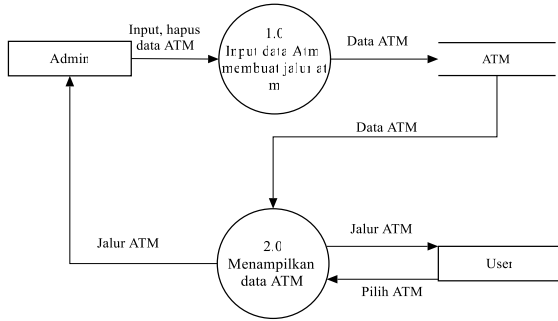 Input, hapus
data ATM
Admin
1.0
Input data Atm
membuat jalur at
m
Data ATM
ATM
Data ATM
Jalur ATM
2.0
Menampilkan
data ATM
Jalur ATM
User
Pilih ATM